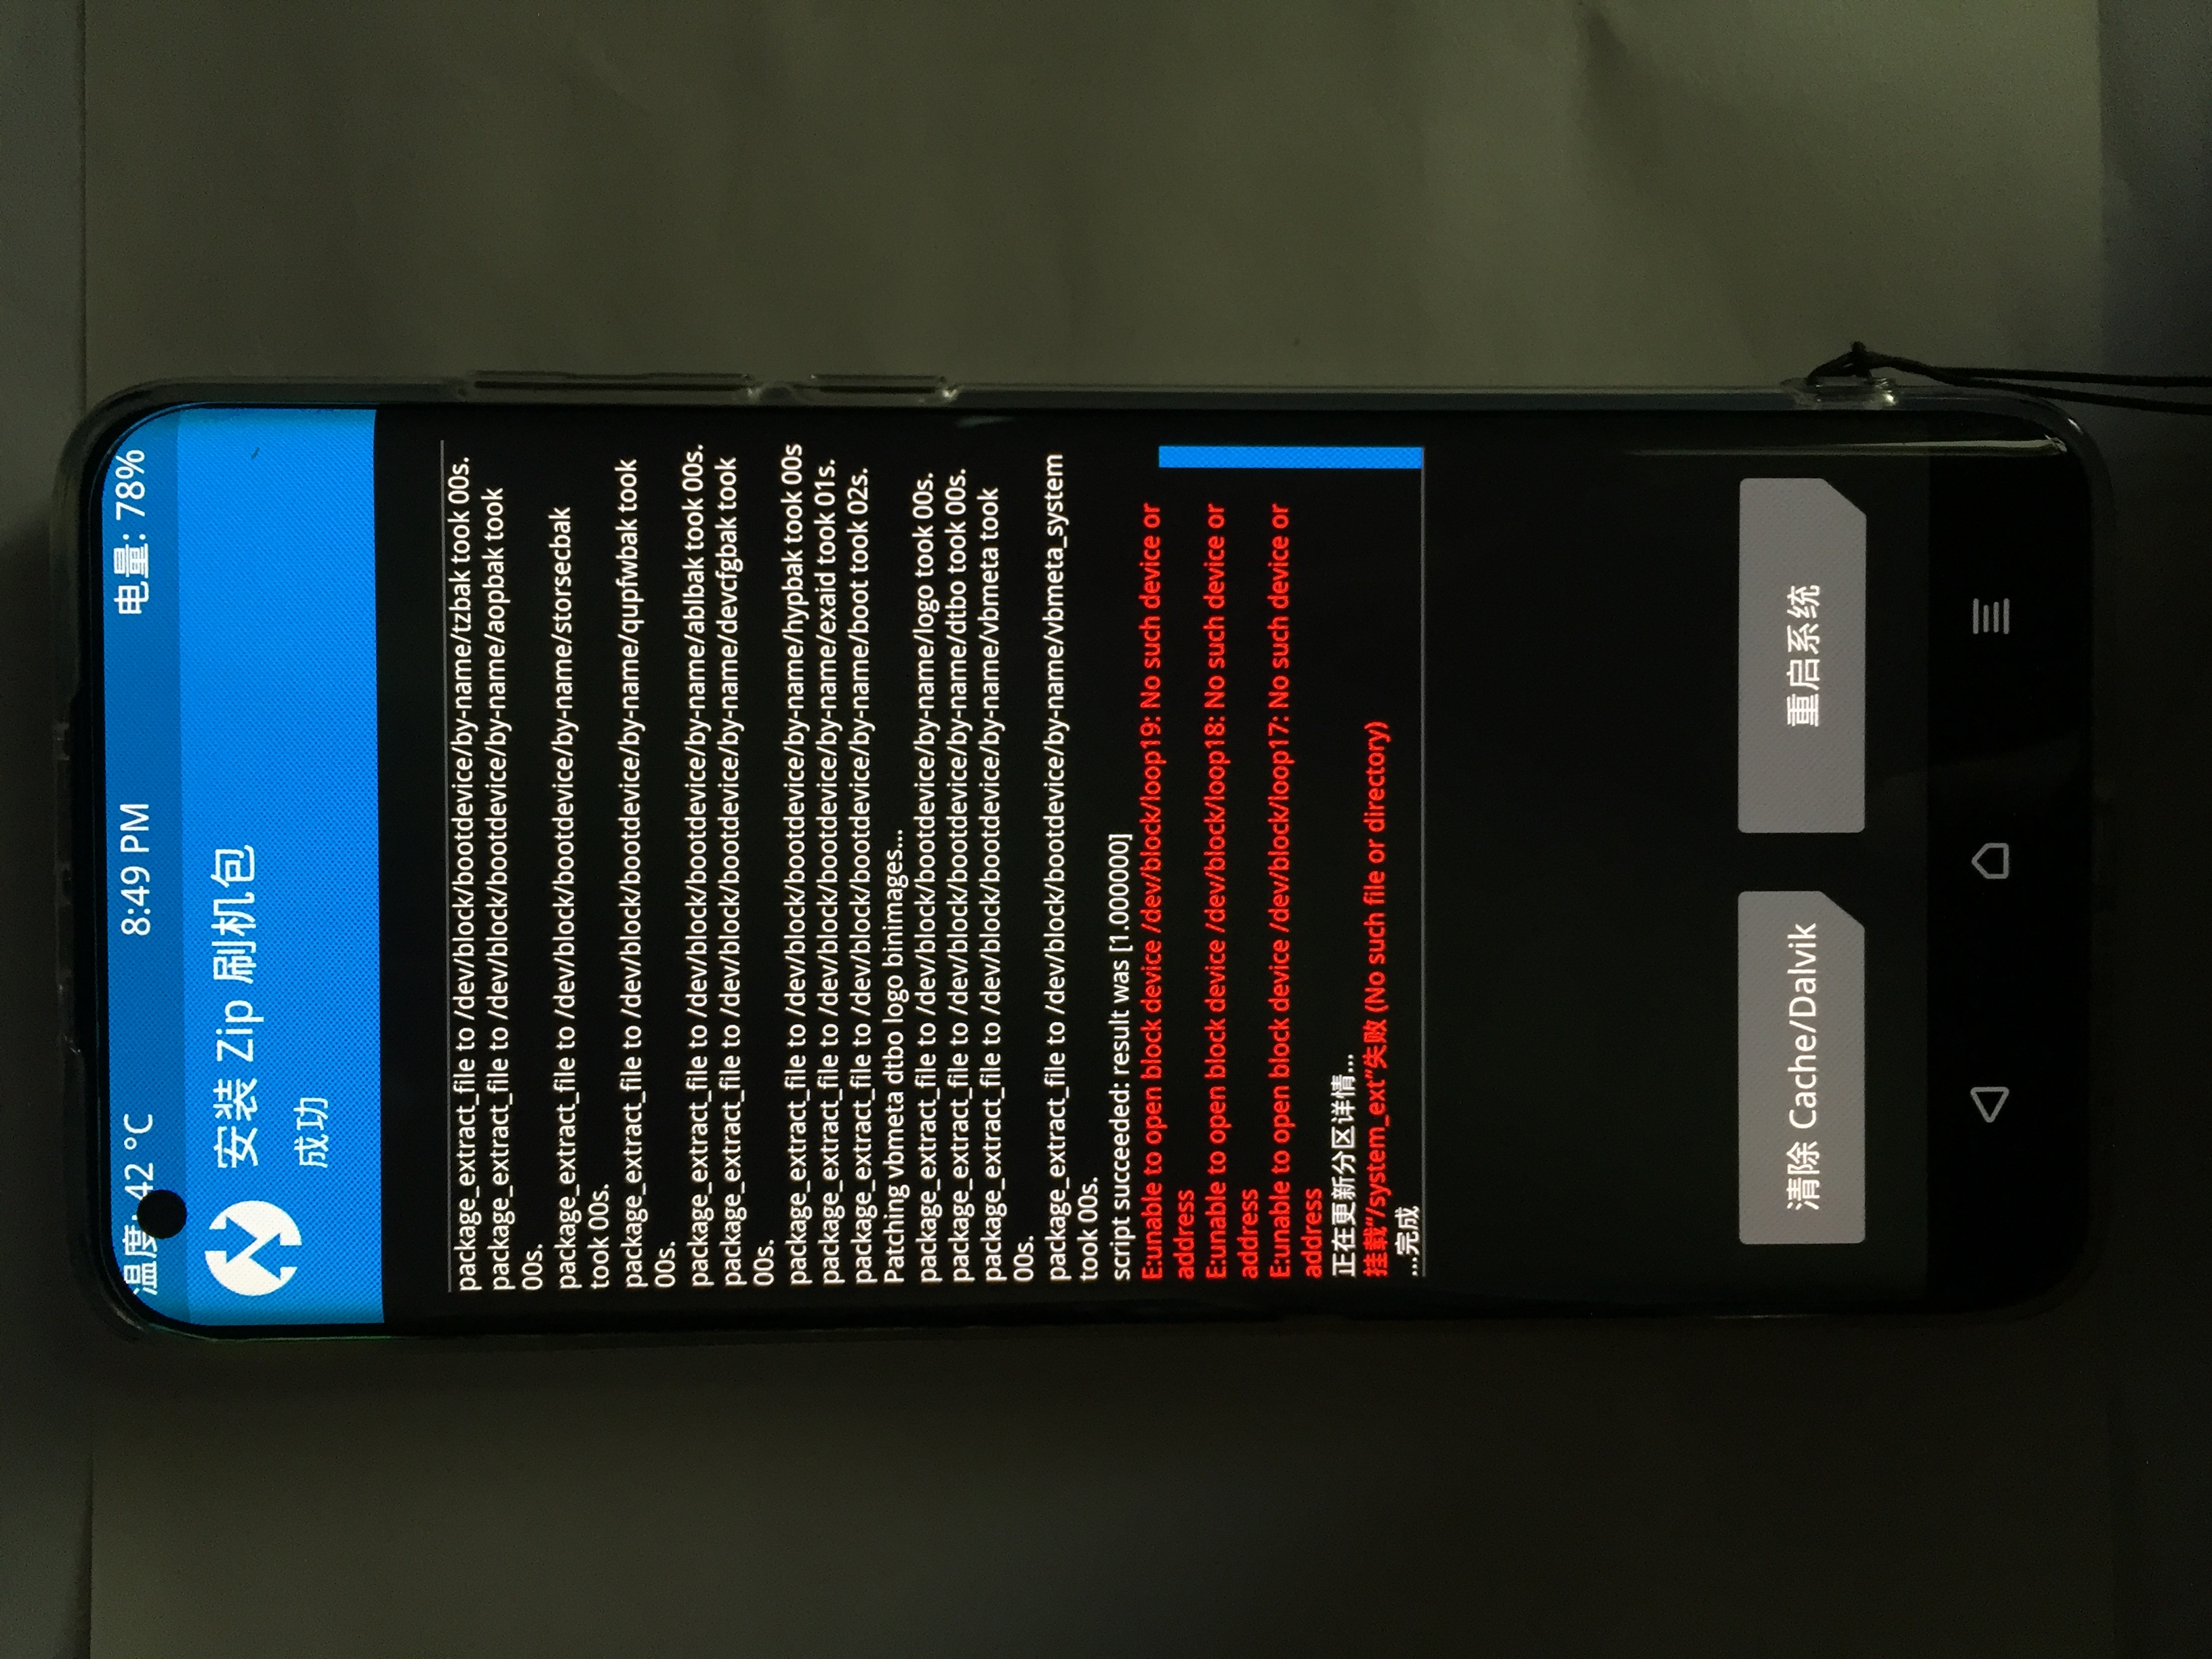 温度: 42 °C
8:49 PM
电量: 78%
安装 Zip 刷机包
成功
package_extract_file to /dev/block/bootdevice/by-name/tzbak took 00s.
package_extract_file to /dev/block/bootdevice/by-name/aopbak took
00s.
package_extract_file to /dev/block/bootdevice/by-name/storsecbak
took 00s.
package_extract_file to /dev/block/bootdevice/by-name/qupfwbak took
00s.
package_extract_file to /dev/block/bootdevice/by-name/ablbak took 00s.
package_extract_file to /dev/block/bootdevice/by-name/devcfgbak took
00s.
package_extract_file to /dev/block/bootdevice/by-name/hypbak took 00s
package_extract_file to /dev/block/bootdevice/by-name/exaid took 01s.
package_extract_file to /dev/block/bootdevice/by-name/boot took 02s.
Patching vbmeta dtbo logo binimages...
package_extract_file to /dev/block/bootdevice/by-name/logo took 00s.
package_extract_file to /dev/block/bootdevice/by-name/dtbo took 00s.
package_extract_file to /dev/block/bootdevice/by-name/vbmeta took
00s.
package_extract_file to /dev/block/bootdevice/by-name/vbmeta_system
took 00s.
script succeeded: result was [1.000000]
E:unable to open block device /dev/block/loop19: No such device or
address
E:unable to open block device /dev/block/loop18: No such device or
address
E:unable to open block device /dev/block/loop17: No such device or
address
正在更新分区详情...
挂载“/system_ext”失败 (No such file or directory)
...完成
清除 Cache/Dalvik
重启系统